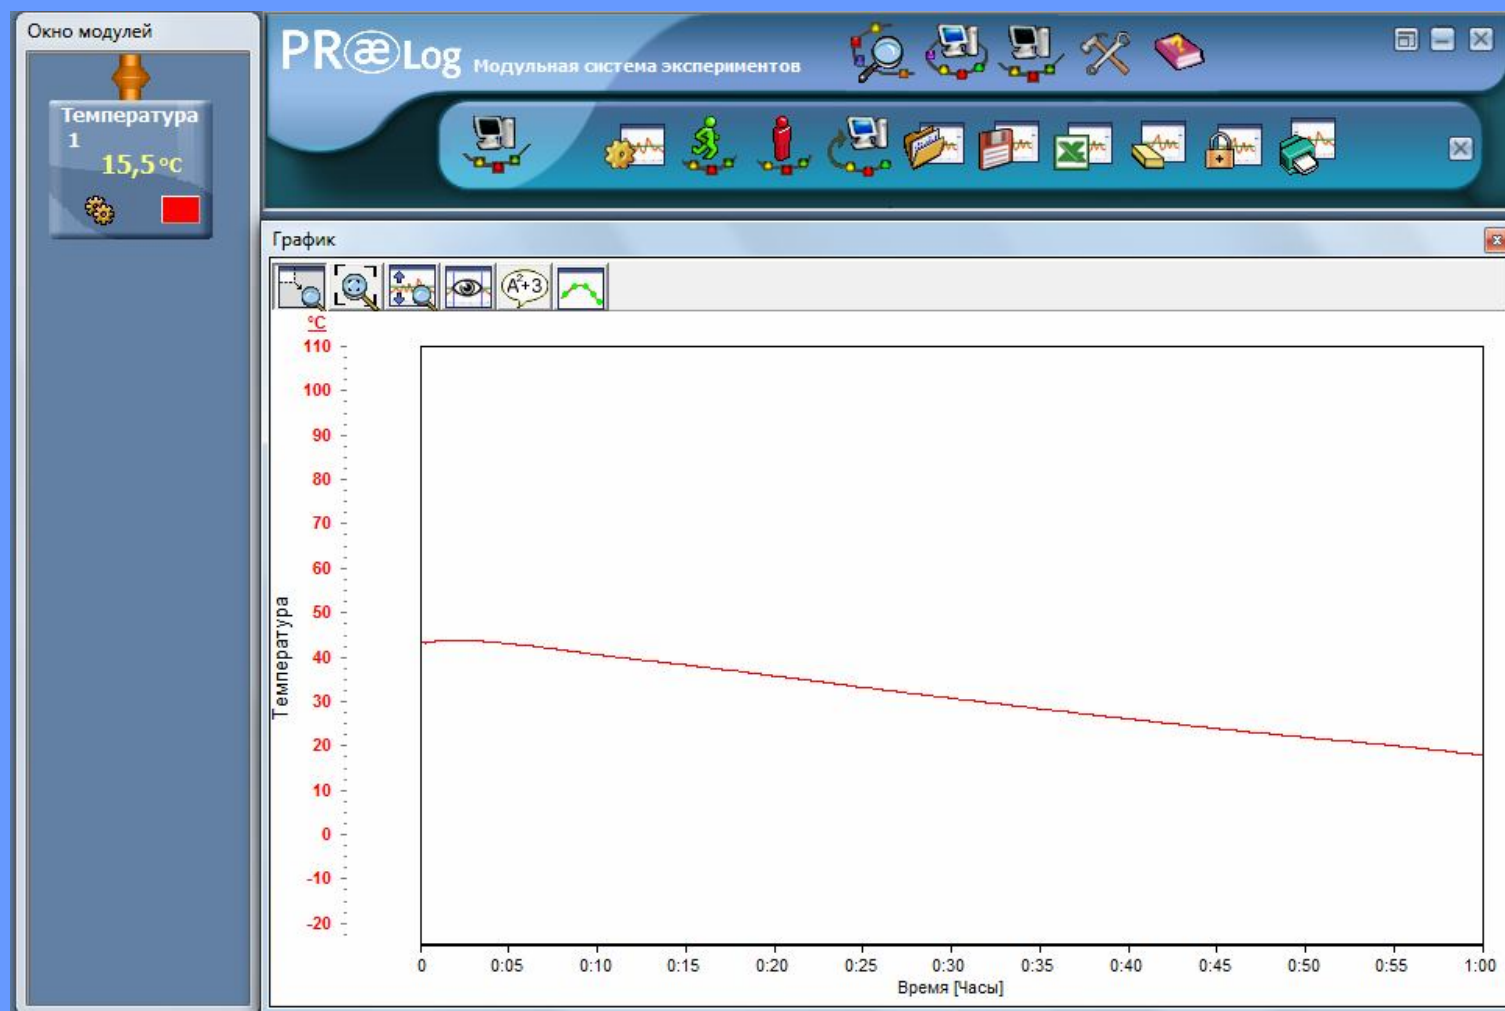 Окно модулей
Температура
1
15,5 °C
PRæLog Модульная система экспериментов
График
A²+3
°C
110
100
90
80
70
60
50
40
30
20
10
0
-10
-20
Температура
0 0:05 0:10 0:15 0:20 0:25 0:30 0:35 0:40 0:45 0:50 0:55 1:00
Время [Часы]